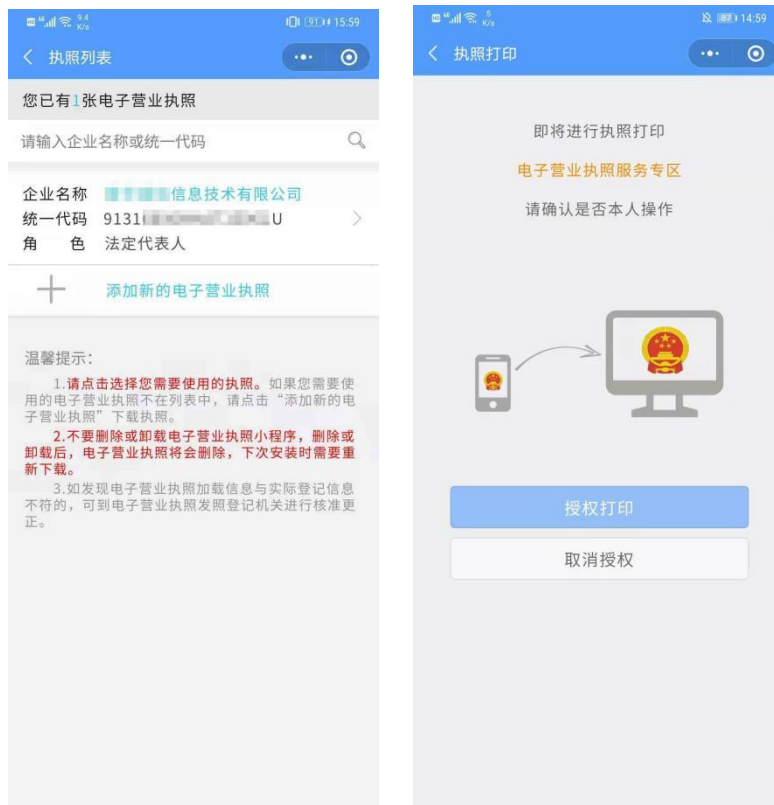 9.4
K/s
91
15:59
执照列表
您已有1张电子营业执照
请输入企业名称或统一代码
企业名称 信息技术有限公司
统一代码 9131 U
角 色 法定代表人
添加新的电子营业执照
温馨提示:
1.请点击选择您需要使用的执照。如果您需要使
用的电子营业执照不在列表中，请点击“添加新的电
子营业执照”下载执照。
2.不要删除或卸载电子营业执照小程序，删除或
卸载后，电子营业执照将会删除，下次安装时需要重
新下载。
3.如发现电子营业执照加载信息与实际登记信息
不符的，可到电子营业执照发照登记机关进行核准更
正。
5
K/s
87
14:59
执照打印
即将进行执照打印
电子营业执照服务专区
请确认是否本人操作
授权打印
取消授权